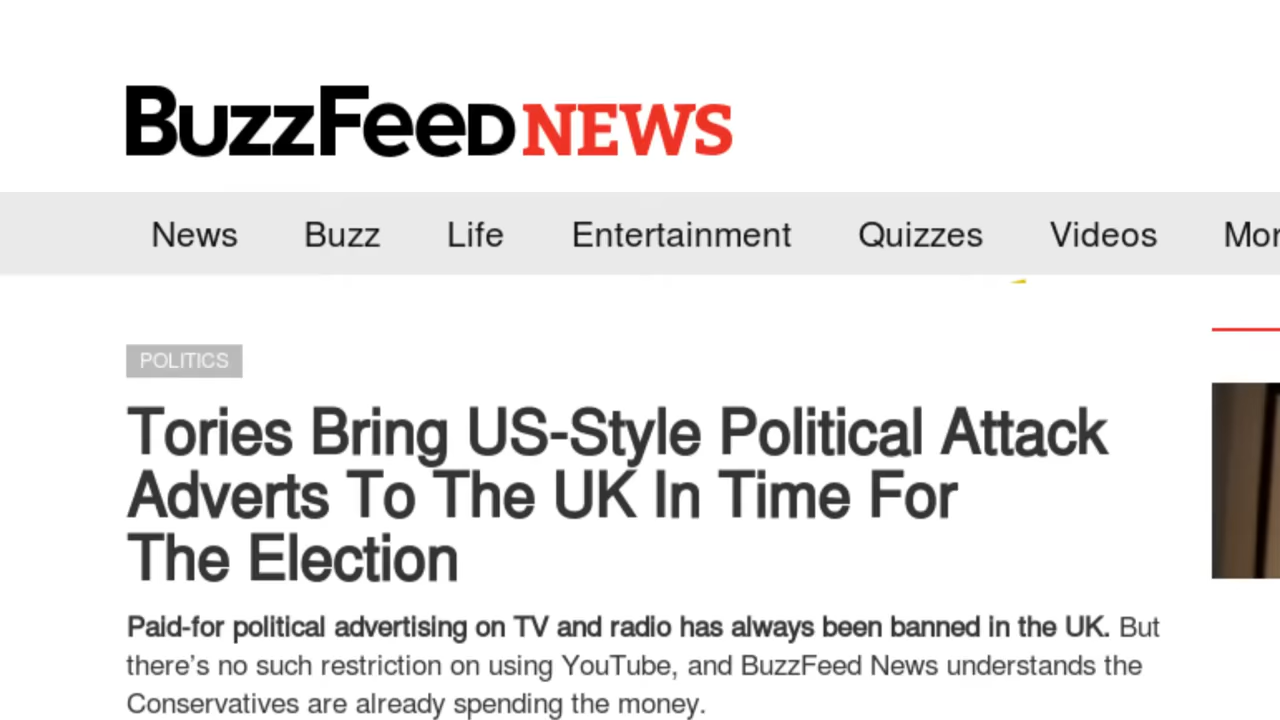 BuzzFeeD NEWS
News Buzz Life Entertainment Quizzes Videos
POLITICS
Tories Bring US-Style Political Attack
Adverts To The UK In Time For
The Election
Paid-for political advertising on TV and radio has always been banned in the UK. But
there’s no such restriction on using YouTube, and BuzzFeed News understands the
Conservatives are already spending the money.